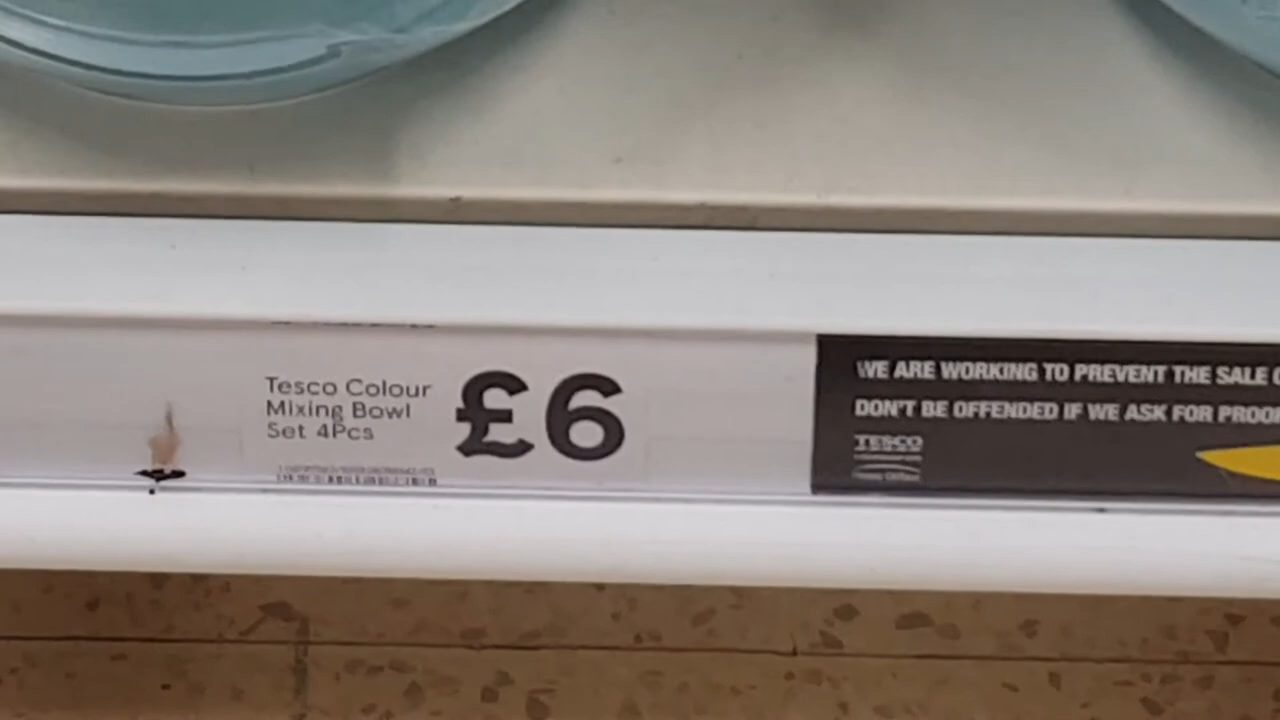 Tesco Colour
Mixing Bowl
Set 4Pcs
£6
WE ARE WORKING TO PREVENT THE SALE
DON'T BE OFFENDED IF WE ASK FOR PROOF
TESCO